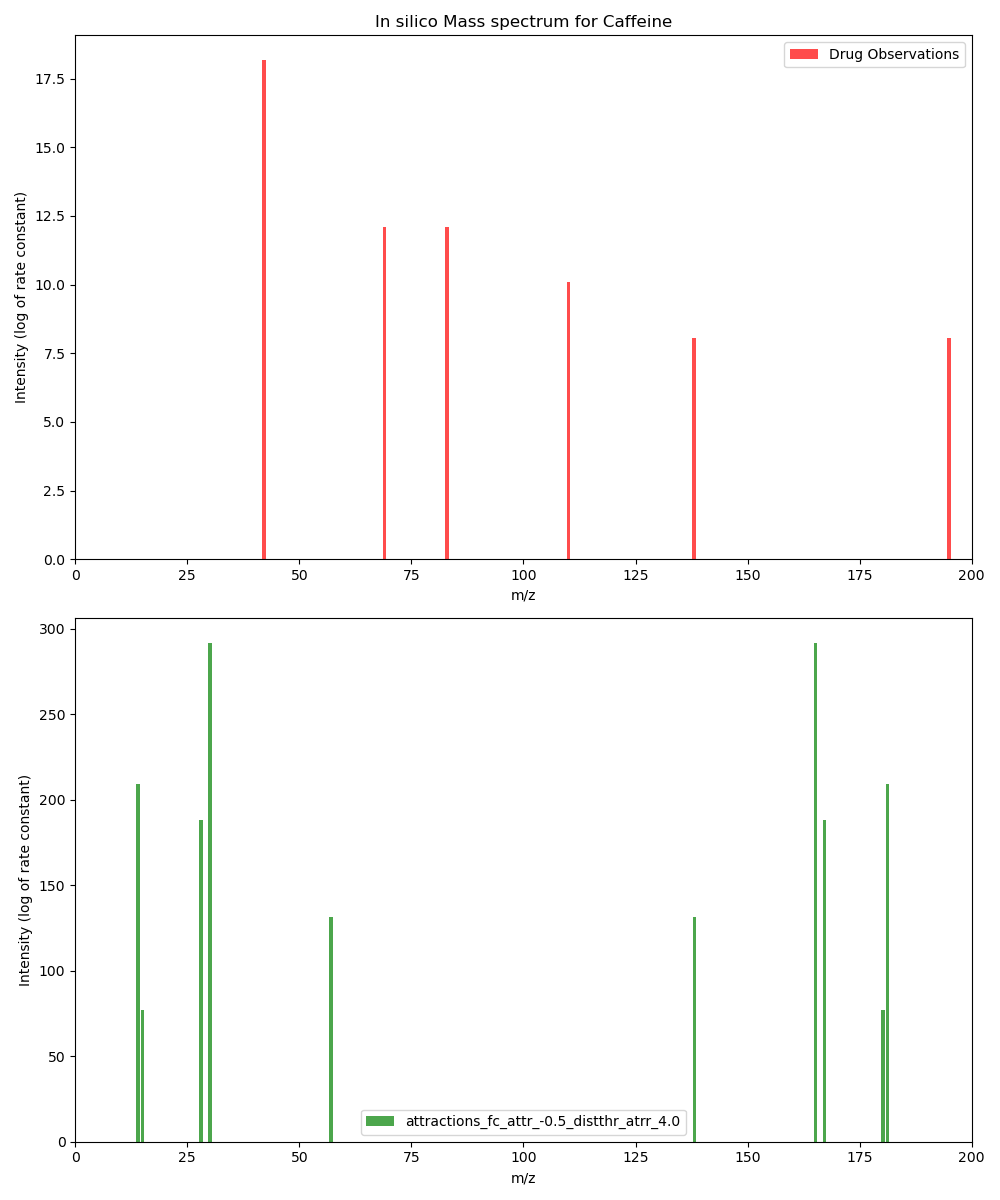 In silico Mass spectrum for Caffeine
Drug Observations
Intensity (log of rate constant)
17.5
15.0
12.5
10.0
7.5
5.0
2.5
0.0
0 25 50 75 100 125 150 175 200
m/z
Intensity (log of rate constant)
300
250
200
150
100
50
0
attractions_fc_attr_-0.5_distthr_atrr_4.0
0 25 50 75 100 125 150 175 200
m/z